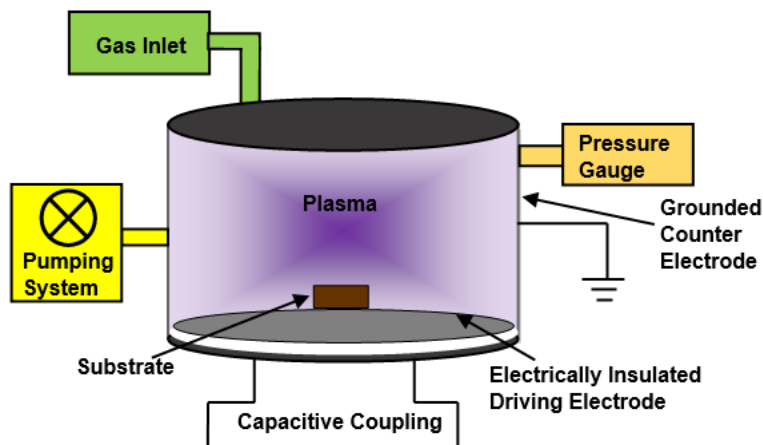 Gas Inlet
Pressure
Gauge
Plasma
Grounded
Counter
Electrode
Pumping
System
Substrate
Electrically Insulated
Driving Electrode
Capacitive Coupling